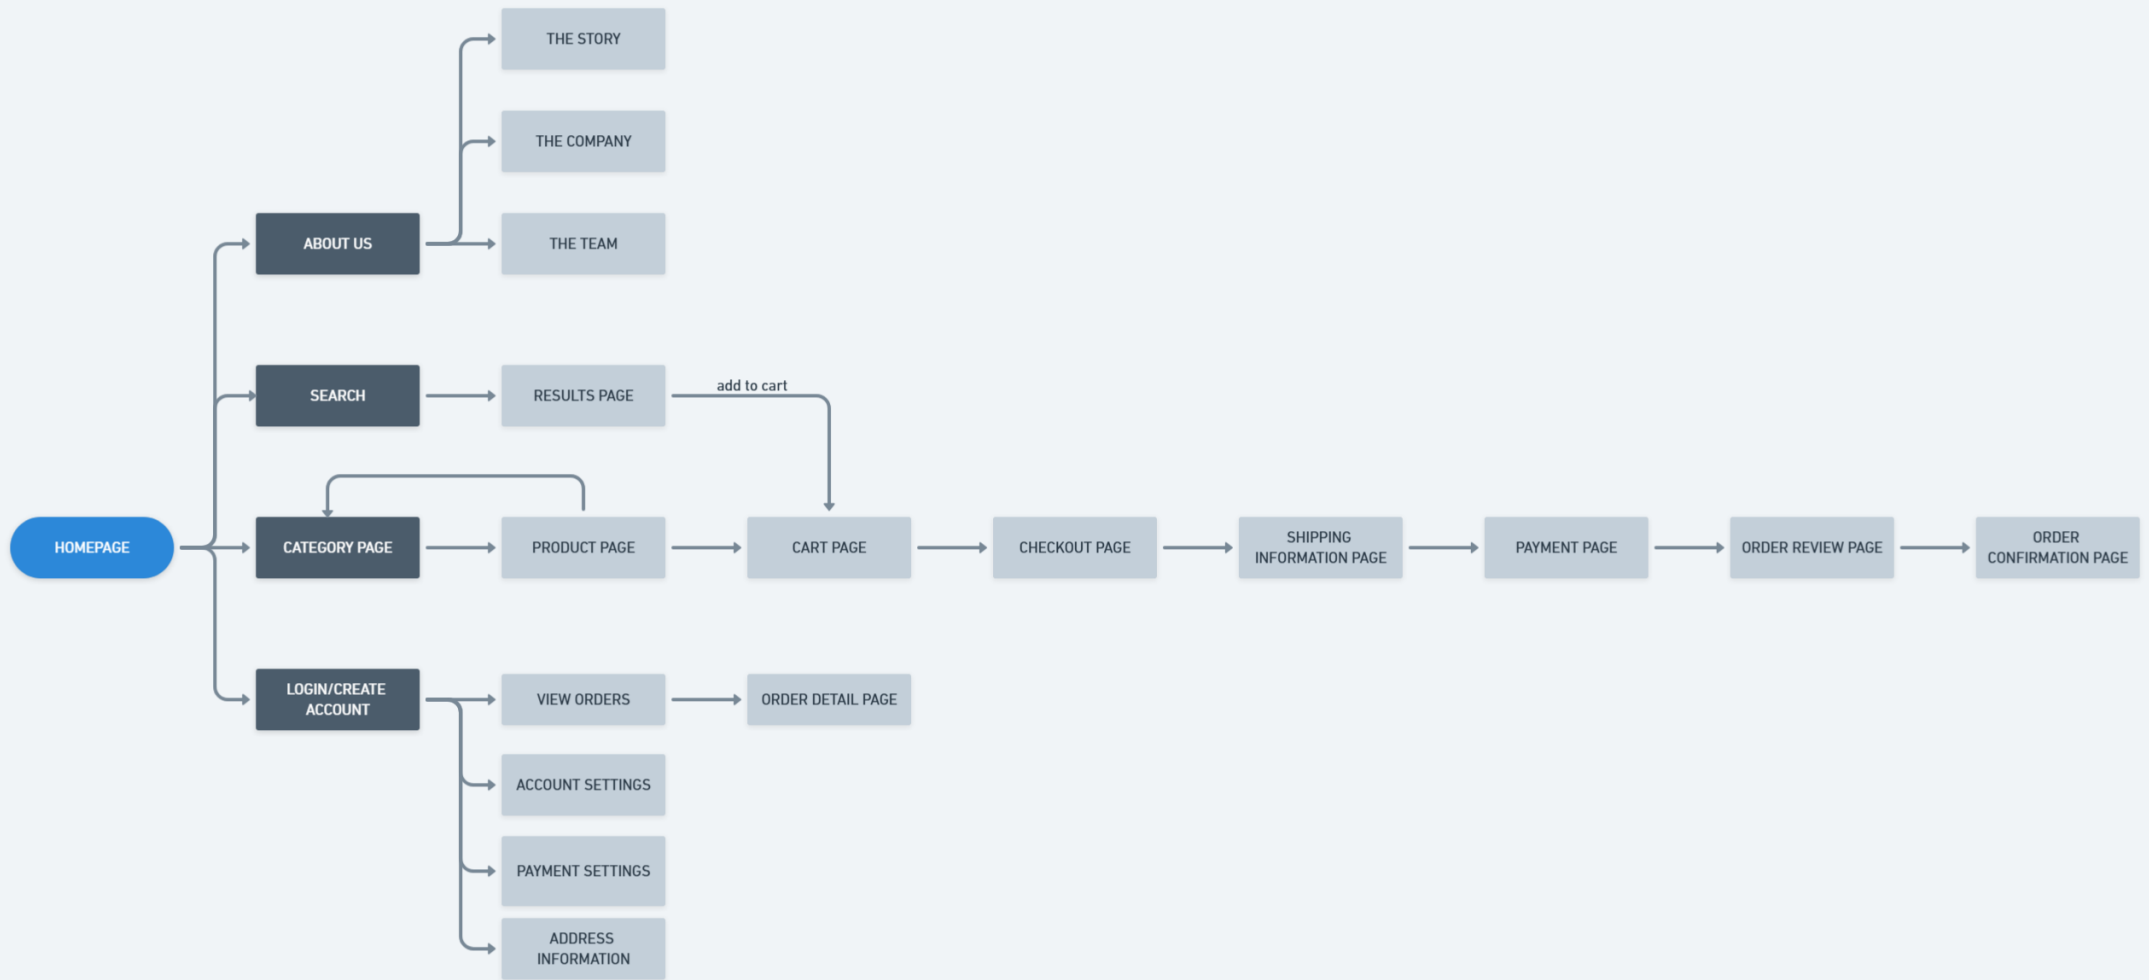 THE STORY
THE COMPANY
ABOUT US
THE TEAM
SEARCH
RESULTS PAGE
add to cart
HOMEPAGE
CATEGORY PAGE
PRODUCT PAGE
CART PAGE
CHECKOUT PAGE
SHIPPING
INFORMATION PAGE
PAYMENT PAGE
ORDER REVIEW PAGE
ORDER
CONFIRMATION PAGE
LOGIN/CREATE
ACCOUNT
VIEW ORDERS
ORDER DETAIL PAGE
ACCOUNT SETTINGS
PAYMENT SETTINGS
ADDRESS
INFORMATION